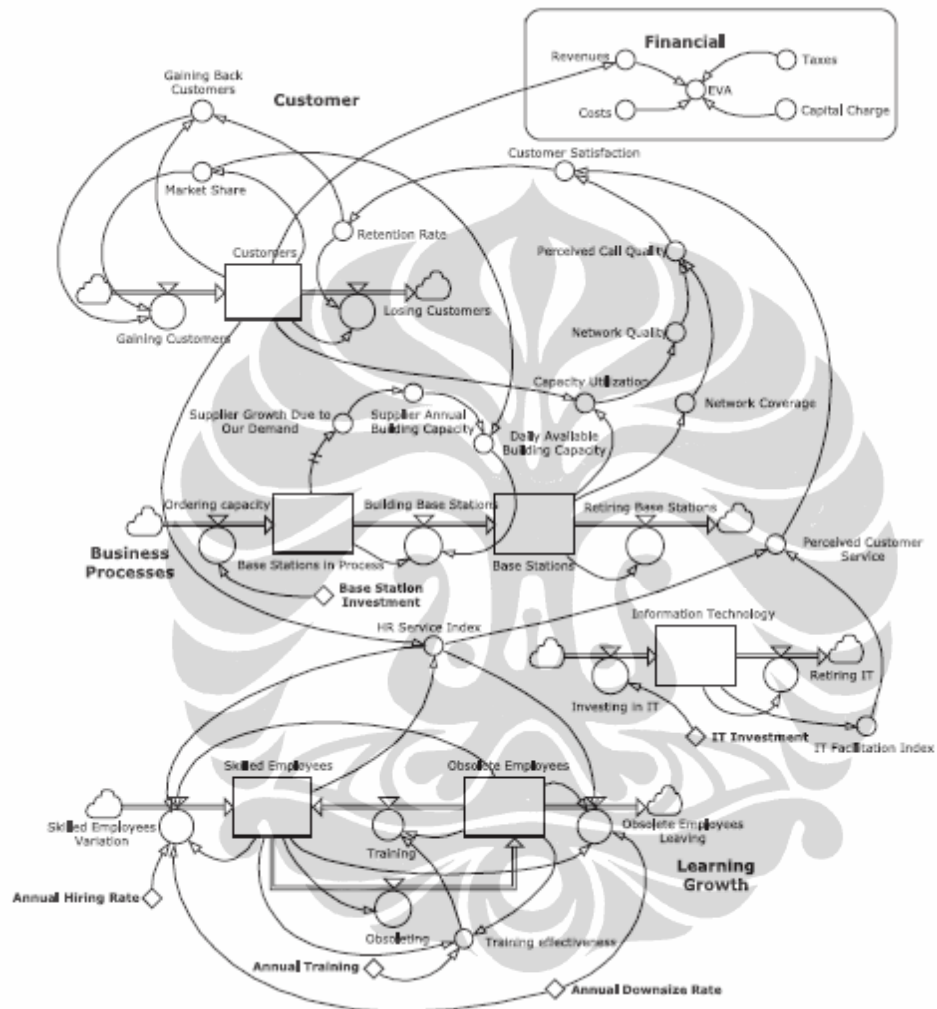 Financial
Revenues
Taxes
EVA
Costs
Capital Charge
Gaining Back
Customers
Customer
Customer Satisfaction
Market Share
Retention Rate
Customers
Perceived Call Quality
Losing Customers
Gaining Customers
Network Quality
Capacity Utilization
Network Coverage
Supplier Growth Due to
Our Demand
Supplier Annual
Building Capacity
Daily Available
Building Capacity
Ordering capacity
Building Base Stations
Retiring Base Stations
Business
Processes
Base Stations in Process
Base Stations
Perceived Customer
Service
Base Station
Investment
HR Service Index
Information Technology
Investing in IT
Retiring IT
IT Investment
IT Facilitation Index
Skilled Employees
Obsolete Employees
Skilled Employees
Variation
Training
Obsolete Employees
Leaving
Learning
Growth
Annual Hiring Rate
Obsoleting
Training effectiveness
Annual Training
Annual Downsize Rate